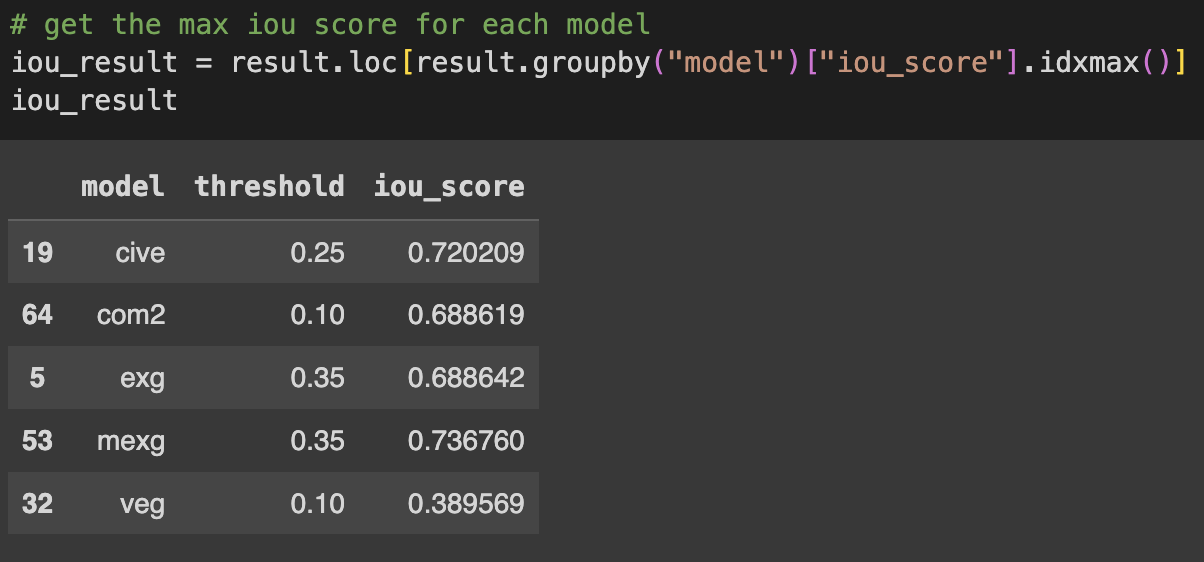 # get the max iou score for each model
iou_result = result.loc[result.groupby("model")["iou_score"].idxmax()]
iou_result
model threshold iou_score
19 cive 0.25 0.720209
64 com2 0.10 0.688619
5 exg 0.35 0.688642
53 mexg 0.35 0.736760
32 veg 0.10 0.389569